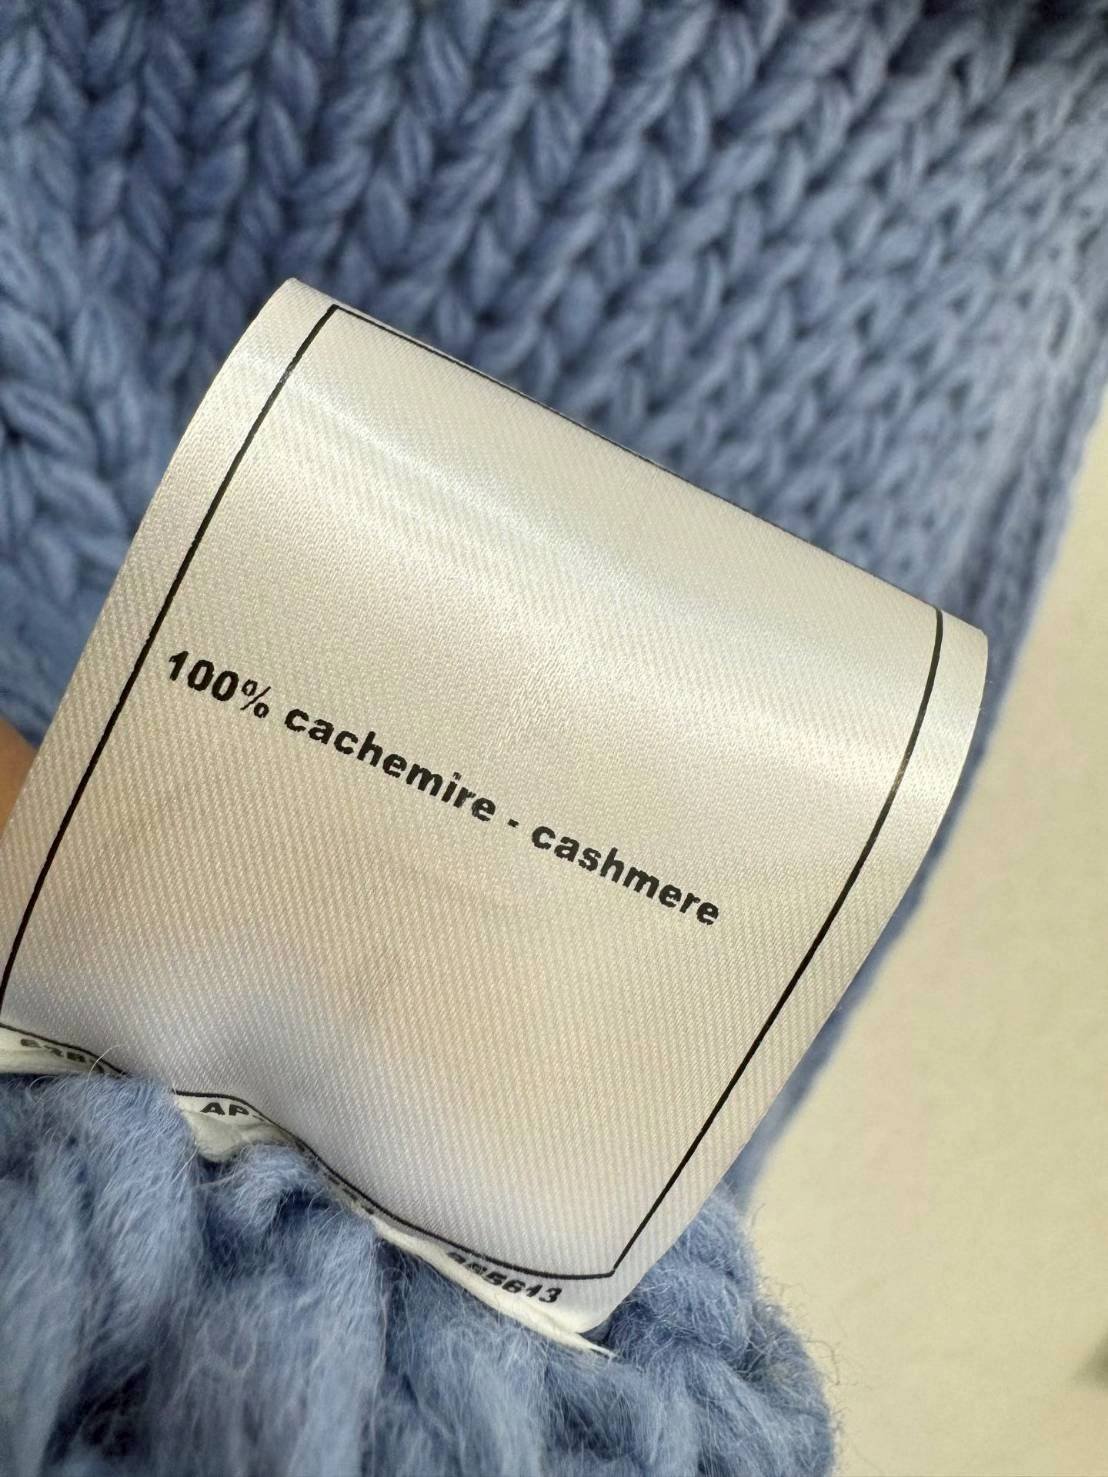 100% cachemire - cashmere